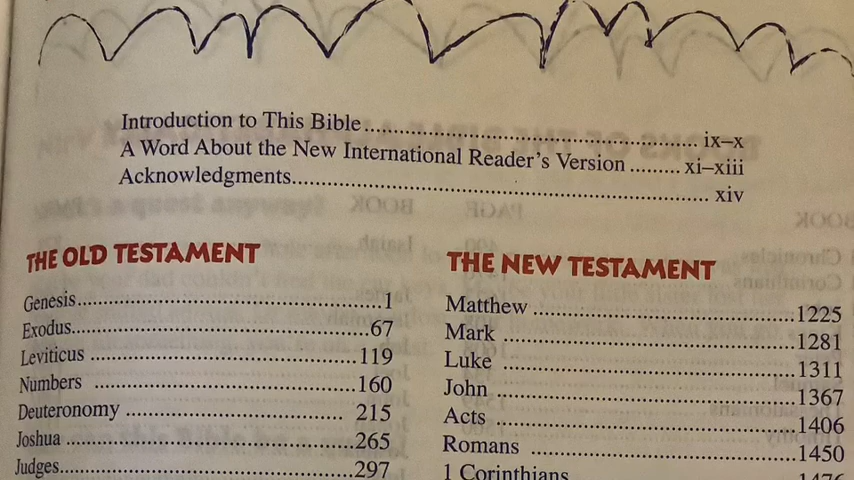 Introduction to This Bible........................................................ ix–x
A Word About the New International Reader's Version ......... xi–xiii
Acknowledgments...................................................................... xiv
THE OLD TESTAMENT
Genesis..................................................1
Exodus..................................................67
Leviticus .............................................119
Numbers .............................................160
Deuteronomy ..................................... 215
Joshua .................................................265
Judges..................................................297
THE NEW TESTAMENT
Matthew .............................................1225
Mark ...................................................1281
Luke ...................................................1311
John ....................................................1367
Acts ....................................................1406
Romans ...............................................1450
1 Corinthians